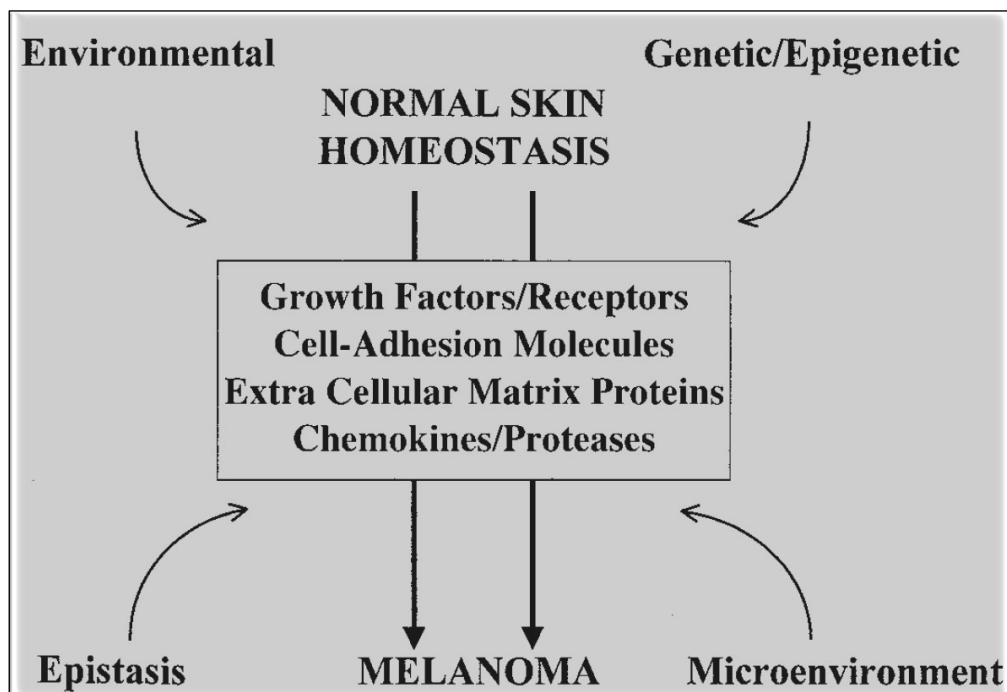 Environmental
Genetic/Epigenetic
NORMAL SKIN
HOMEOSTASIS
Growth Factors/Receptors
Cell-Adhesion Molecules
Extra Cellular Matrix Proteins
Chemokines/Proteases
Epistasis
MELANOMA
Microenvironment